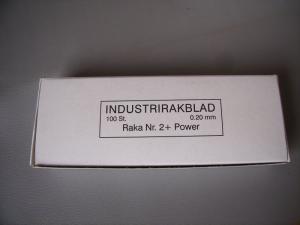 INDUSTRIRAKBLAD
100 St. 0.20 mm
Raka Nr. 2+ Power